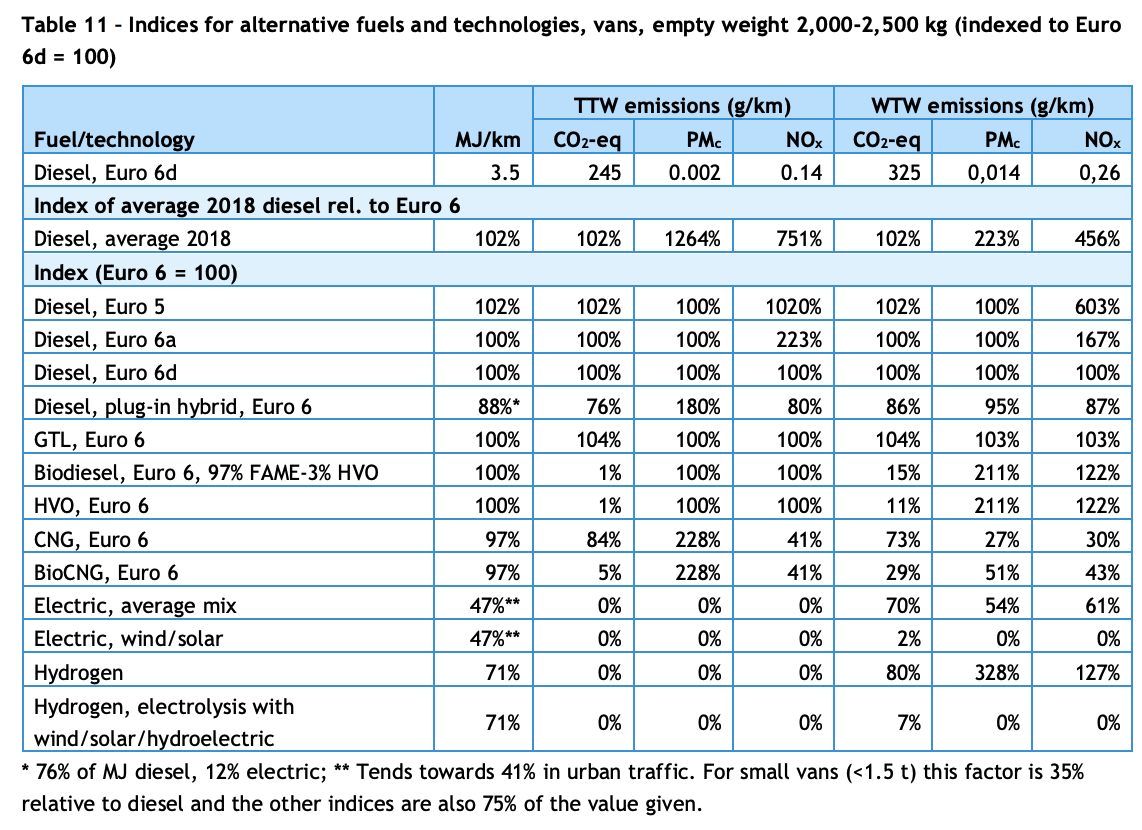 Table 11 – Indices for alternative fuels and technologies, vans, empty weight 2,000-2,500 kg (indexed to Euro
6d = 100)
TTW emissions (g/km) WTW emissions (g/km)
Fuel/technology MJ/km CO₂-eq PMc NOx CO₂-eq PMc NOx
Diesel, Euro 6d 3.5 245 0.002 0.14 325 0,014 0,26
Index of average 2018 diesel rel. to Euro 6
Diesel, average 2018 102% 102% 1264% 751% 102% 223% 456%
Index (Euro 6 = 100)
Diesel, Euro 5 102% 102% 100% 1020% 102% 100% 603%
Diesel, Euro 6a 100% 100% 100% 223% 100% 100% 167%
Diesel, Euro 6d 100% 100% 100% 100% 100% 100% 100%
Diesel, plug-in hybrid, Euro 6 88%* 76% 180% 80% 86% 95% 87%
GTL, Euro 6 100% 104% 100% 100% 104% 103% 103%
Biodiesel, Euro 6, 97% FAME-3% HVO 100% 1% 100% 100% 15% 211% 122%
HVO, Euro 6 100% 1% 100% 100% 11% 211% 122%
CNG, Euro 6 97% 84% 228% 41% 73% 27% 30%
BioCNG, Euro 6 97% 5% 228% 41% 29% 51% 43%
Electric, average mix 47%** 0% 0% 0% 70% 54% 61%
Electric, wind/solar 47%** 0% 0% 0% 2% 0% 0%
Hydrogen 71% 0% 0% 0% 80% 328% 127%
Hydrogen, electrolysis with
wind/solar/hydroelectric 71% 0% 0% 0% 7% 0% 0%
* 76% of MJ diesel, 12% electric; ** Tends towards 41% in urban traffic. For small vans (<1.5 t) this factor is 35%
relative to diesel and the other indices are also 75% of the value given.